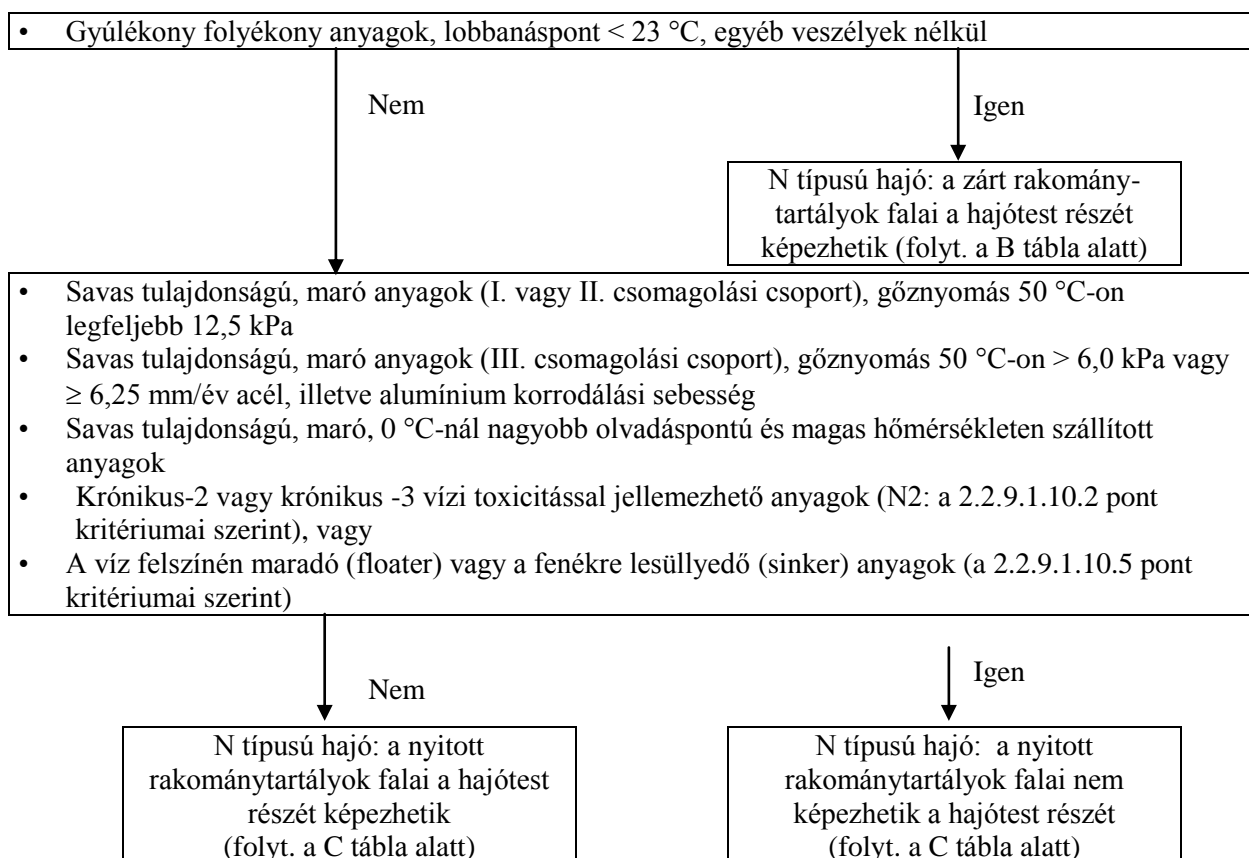 • Gyúlékony folyékony anyagok, lobbanáspont < 23 °C, egyéb veszélyek nélkül
Nem
Igen
N típusú hajó: a zárt rakomány-
tartályok falai a hajótest részét
képezhetik (folyt. a B tábla alatt)
• Savas tulajdonságú, maró anyagok (I. vagy II. csomagolási csoport), gőznyomás 50 °C-on
legfeljebb 12,5 kPa
• Savas tulajdonságú, maró anyagok (III. csomagolási csoport), gőznyomás 50 °C-on > 6,0 kPa vagy
≥ 6,25 mm/év acél, illetve alumínium korrodálási sebesség
• Savas tulajdonságú, maró, 0 °C-nál nagyobb olvadáspontú és magas hőmérsékleten szállított
anyagok
• Krónikus-2 vagy krónikus -3 vízi toxicitással jellemezhető anyagok (N2: a 2.2.9.1.10.2 pont
kritériumai szerint), vagy
• A víz felszínén maradó (floater) vagy a fenékre lesüllyedő (sinker) anyagok (a 2.2.9.1.10.5 pont
kritériumai szerint)
Nem
Igen
N típusú hajó: a nyitott
rakománytartályok falai a hajótest
részét képezhetik
(folyt. a C tábla alatt)
N típusú hajó: a nyitott
rakománytartályok falai nem
képezhetik a hajótest részét
(folyt. a C tábla alatt)